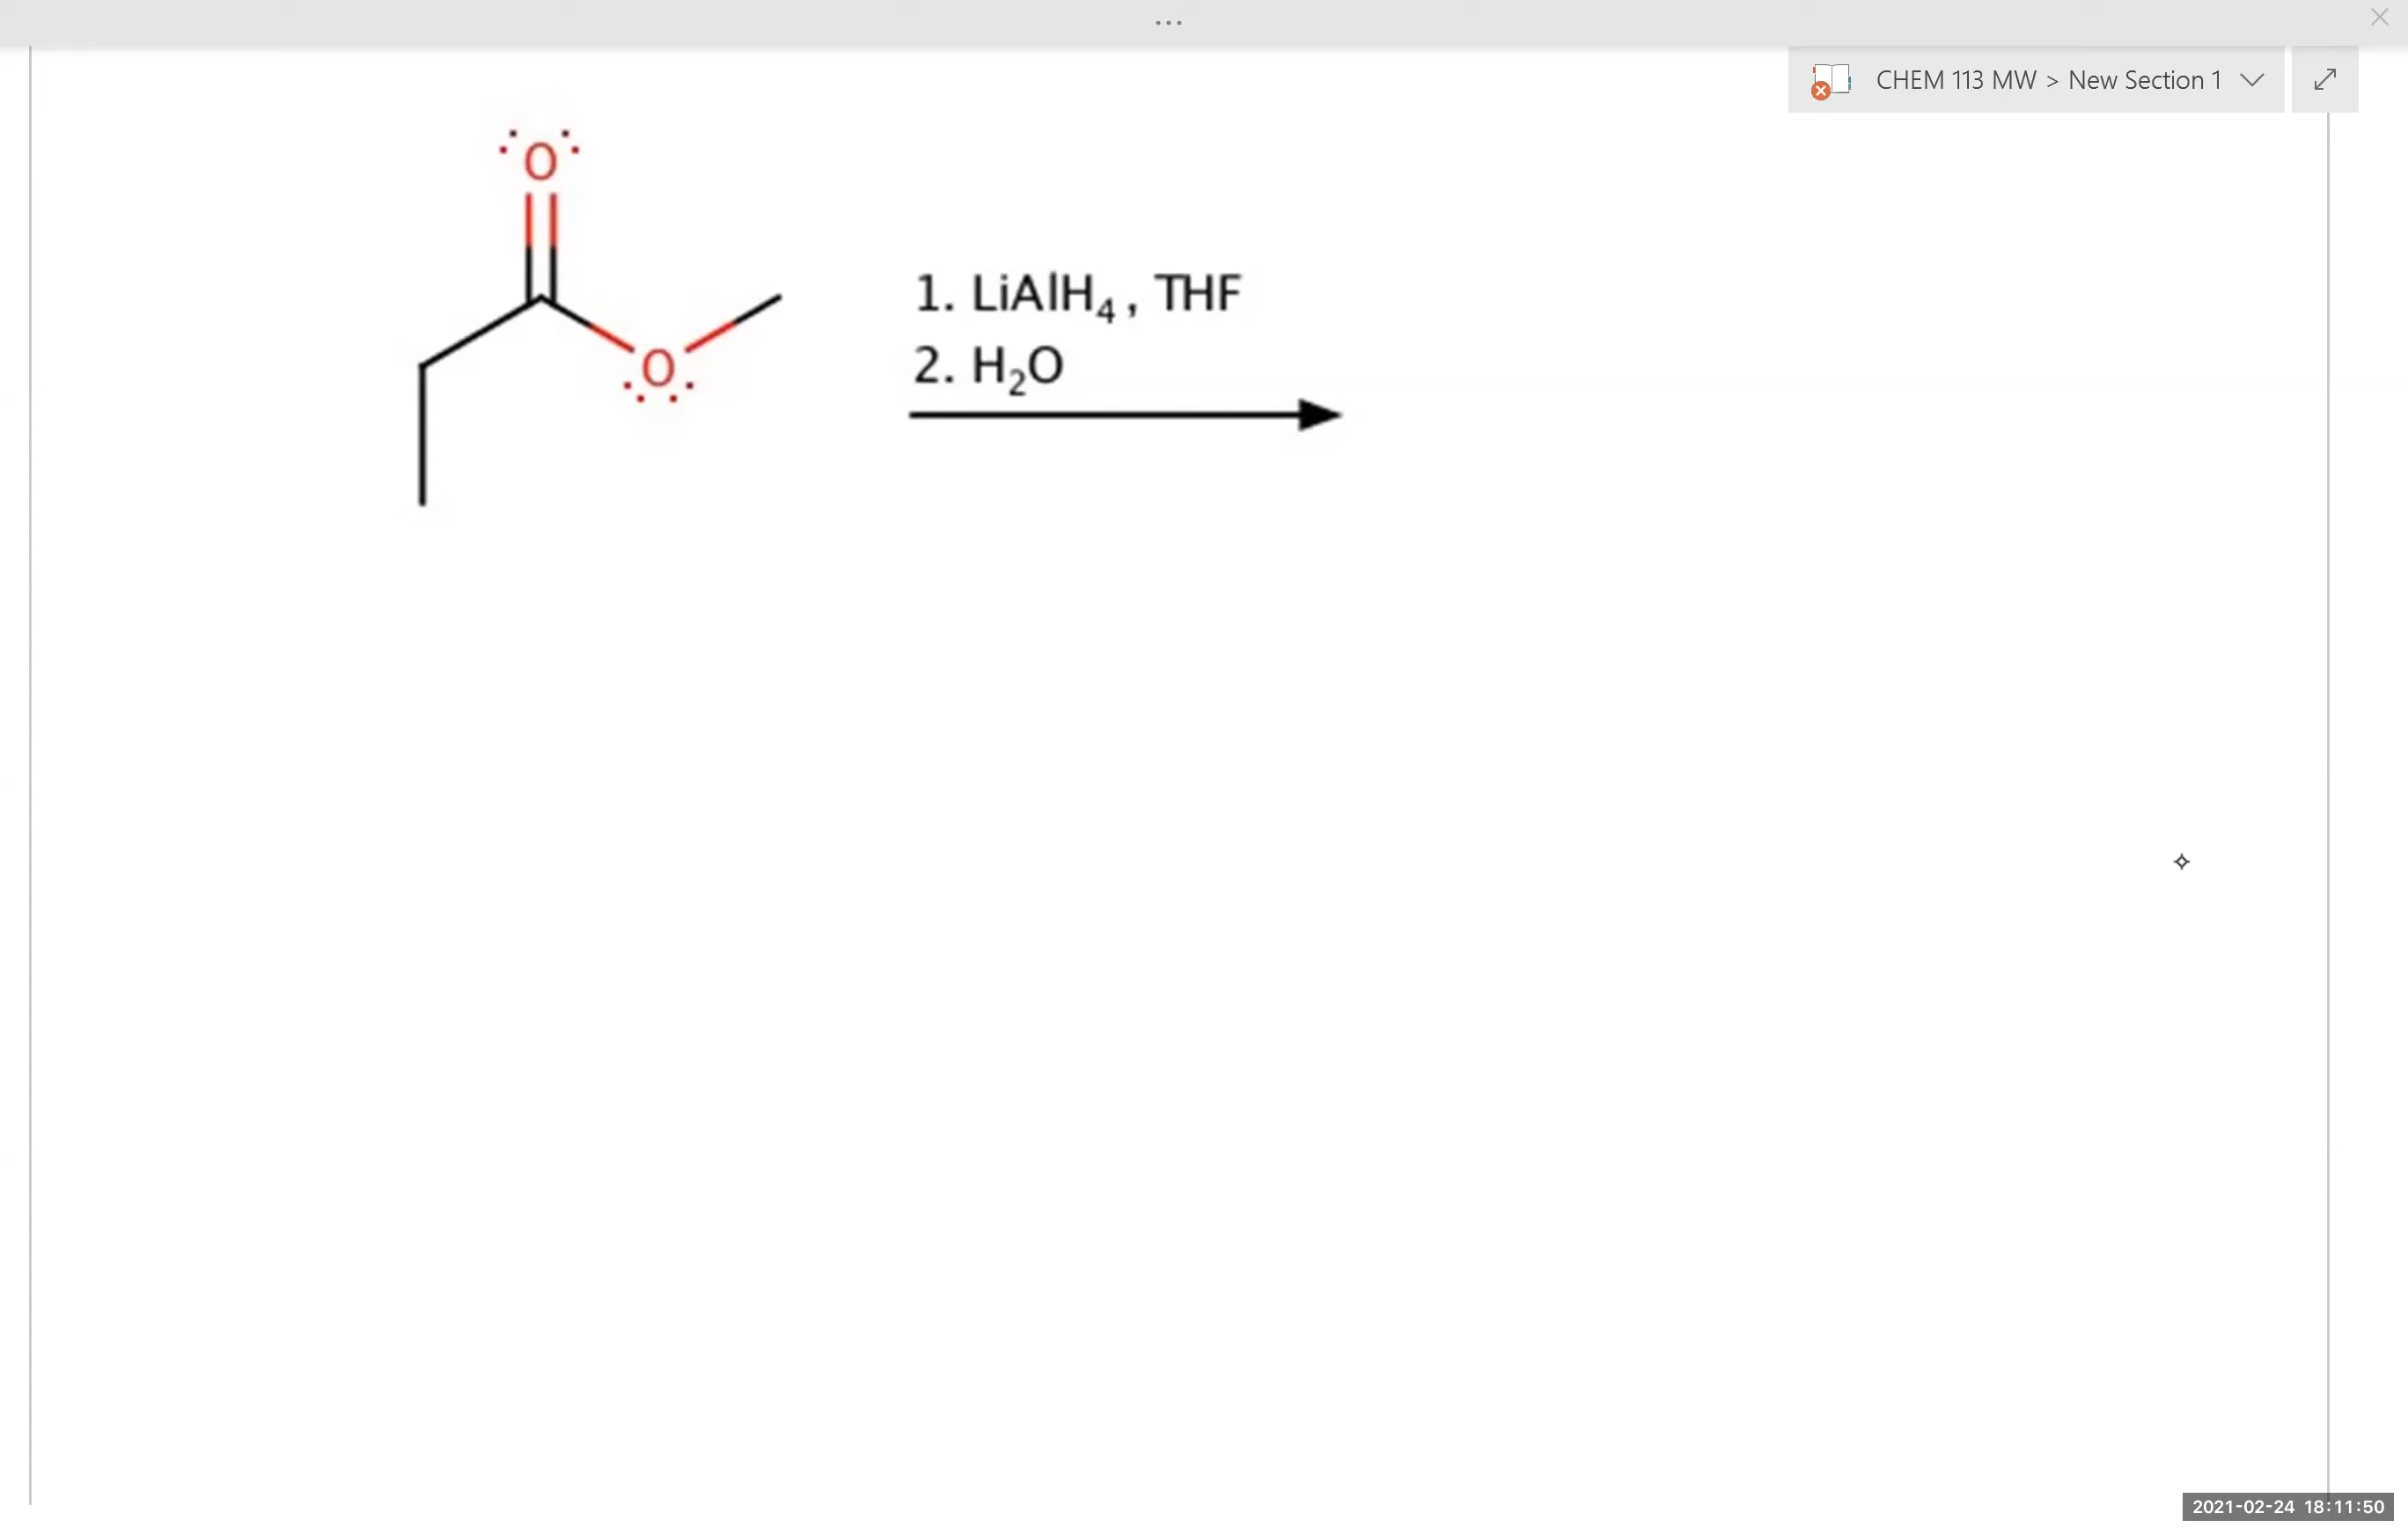 ...
CHEM 113 MW > New Section 1
O
O
1. LiAlH₄, THF
2. H₂O
2021-02-24 18:11:50